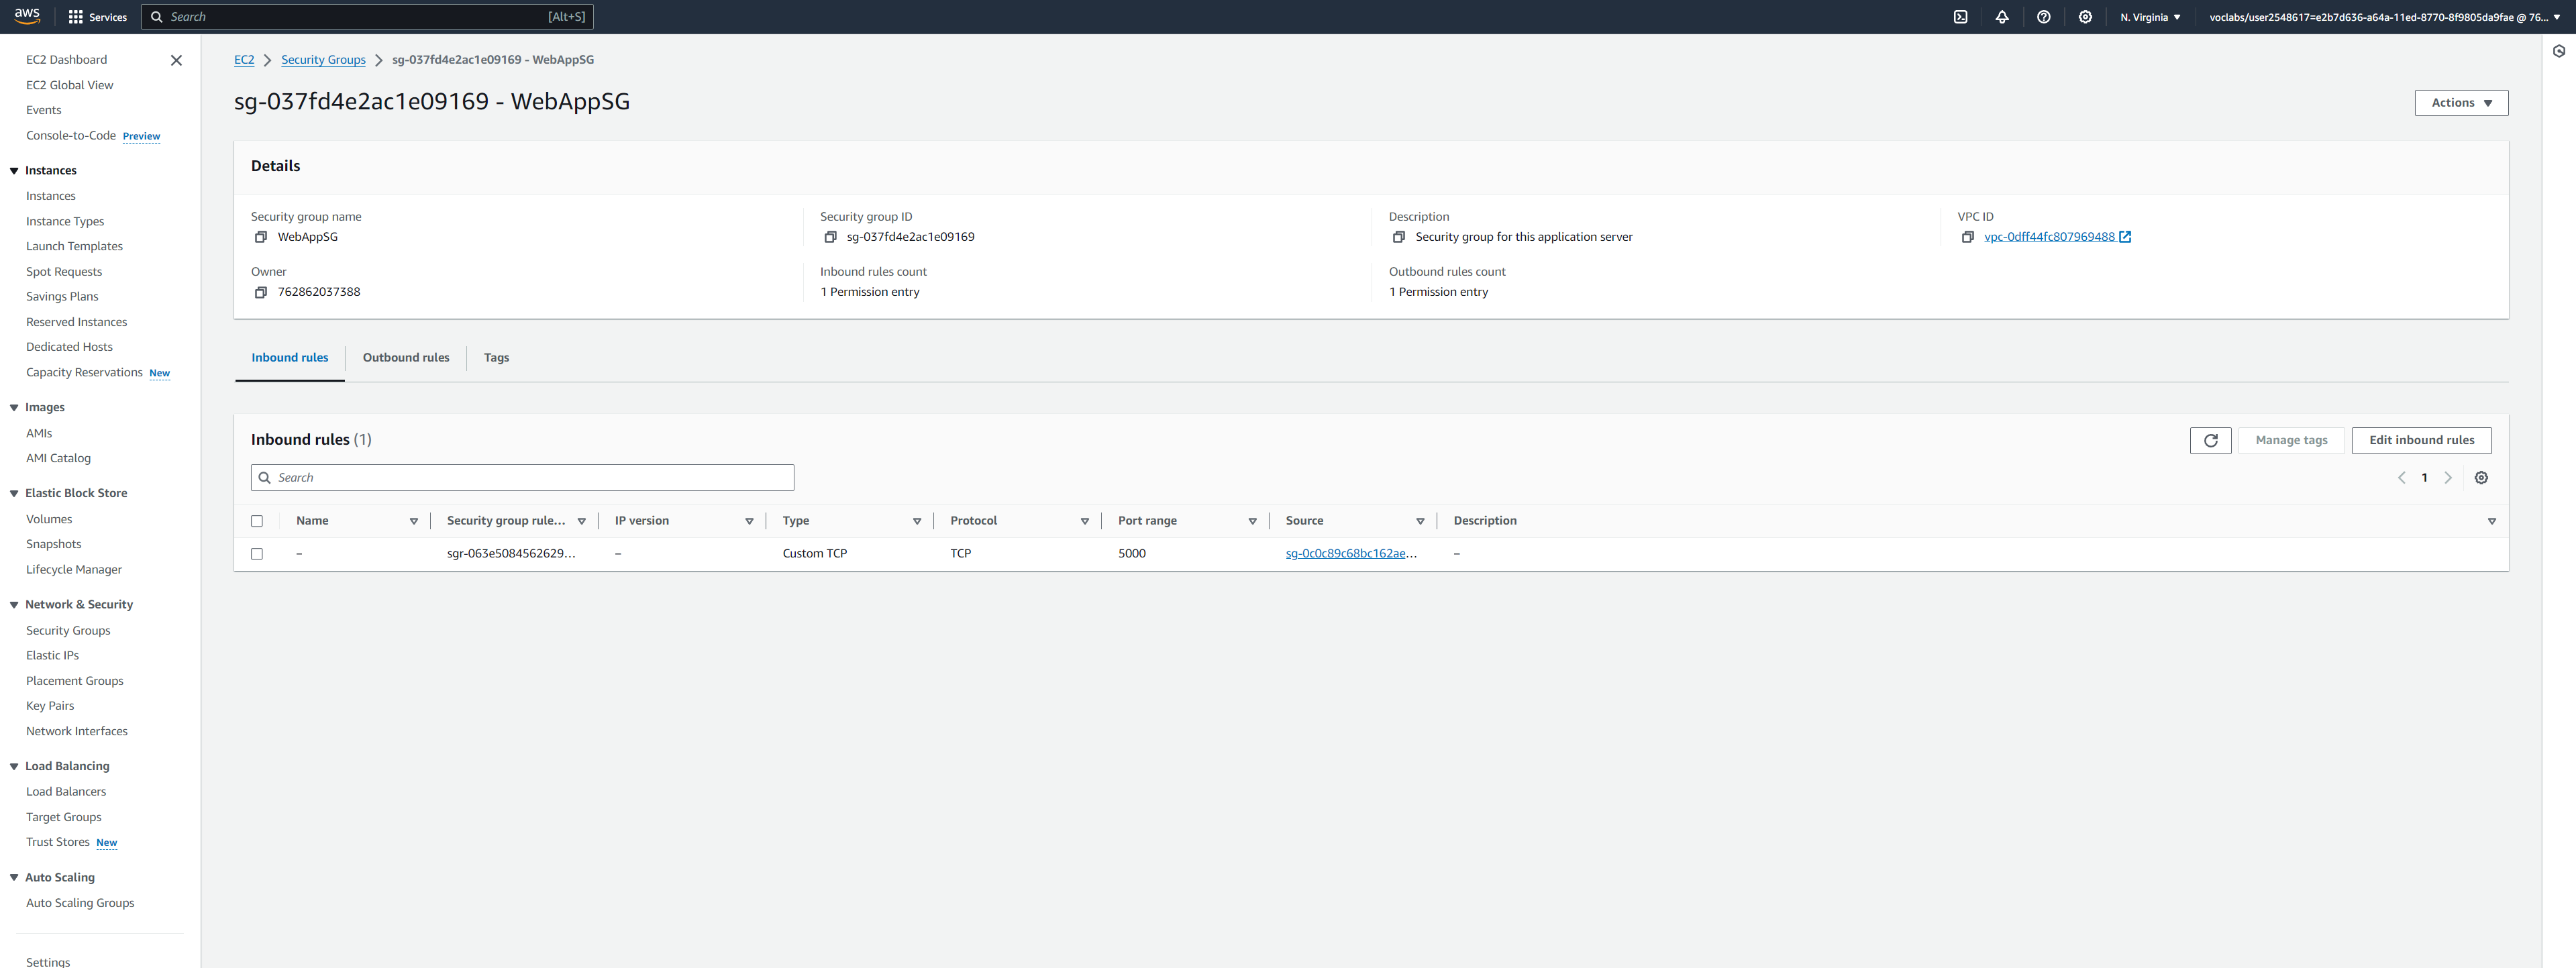 aws
Services
Search [Alt+S]
N. Virginia
voclabs/user2548617=e2b7d636-a64a-11ed-8770-8f9805da9fae @ 76...
EC2 Dashboard
EC2 Global View
Events
Console-to-Code Preview
Instances
Instances
Instance Types
Launch Templates
Spot Requests
Savings Plans
Reserved Instances
Dedicated Hosts
Capacity Reservations New
Images
AMIs
AMI Catalog
Elastic Block Store
Volumes
Snapshots
Lifecycle Manager
Network & Security
Security Groups
Elastic IPs
Placement Groups
Key Pairs
Network Interfaces
Load Balancing
Load Balancers
Target Groups
Trust Stores New
Auto Scaling
Auto Scaling Groups
Settings
EC2 Security Groups sg-037fd4e2ac1e09169 - WebAppSG
sg-037fd4e2ac1e09169 - WebAppSG
Actions
Details
Security group name
WebAppSG
Security group ID
sg-037fd4e2ac1e09169
Description
Security group for this application server
VPC ID
vpc-0dff44fc807969488
Owner
762862037388
Inbound rules count
1 Permission entry
Outbound rules count
1 Permission entry
Inbound rules Outbound rules Tags
Inbound rules (1)
Manage tags Edit inbound rules
Search
1
Name Security group rule... IP version Type Protocol Port range Source Description
– sgr-063e5084562629... – Custom TCP TCP 5000 sg-0c0c89c68bc162ae... –